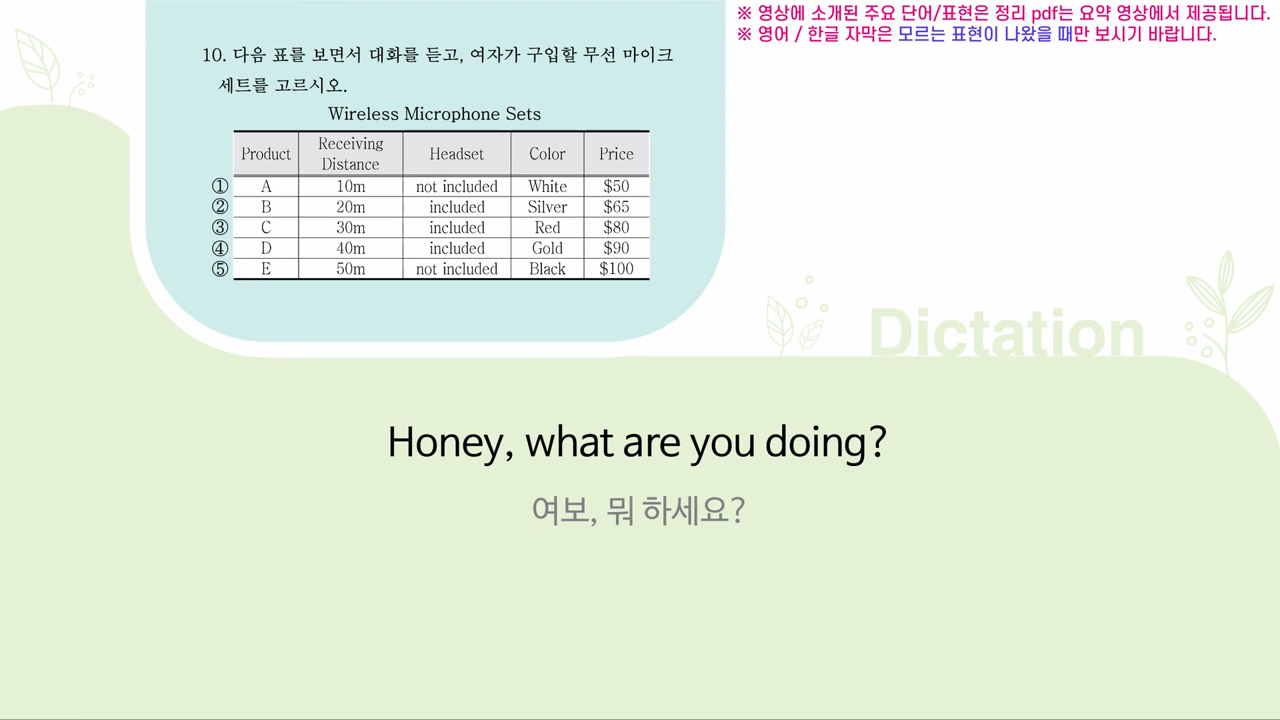 ※ 영상에 소개된 주요 단어/표현은 정리 pdf는 요약 영상에서 제공됩니다.
※ 영어 / 한글 자막은 모르는 표현이 나왔을 때만 보시기 바랍니다.
10. 다음 표를 보면서 대화를 듣고, 여자가 구입할 무선 마이크
세트를 고르시오.
Wireless Microphone Sets
Product Receiving Distance Headset Color Price
① A 10m not included White $50
② B 20m included Silver $65
③ C 30m included Red $80
④ D 40m included Gold $90
⑤ E 50m not included Black $100
Dictation
Honey, what are you doing?
여보, 뭐 하세요?